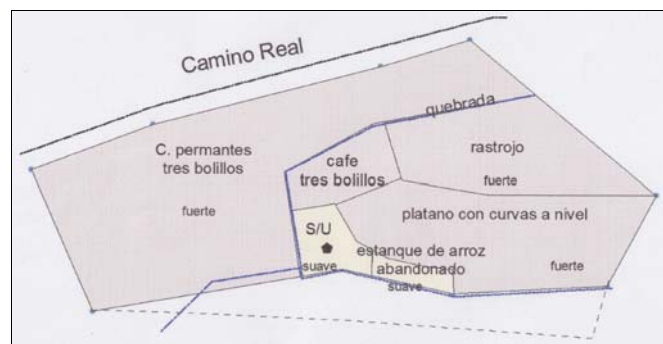 Camino Real
quebrada
C. permantes
tres bolillos
fuerte
cafe
tres bolillos
rastrojo
fuerte
platano con curvas a nivel
fuerte
S/U
suave
estanque de arroz
abandonado
suave